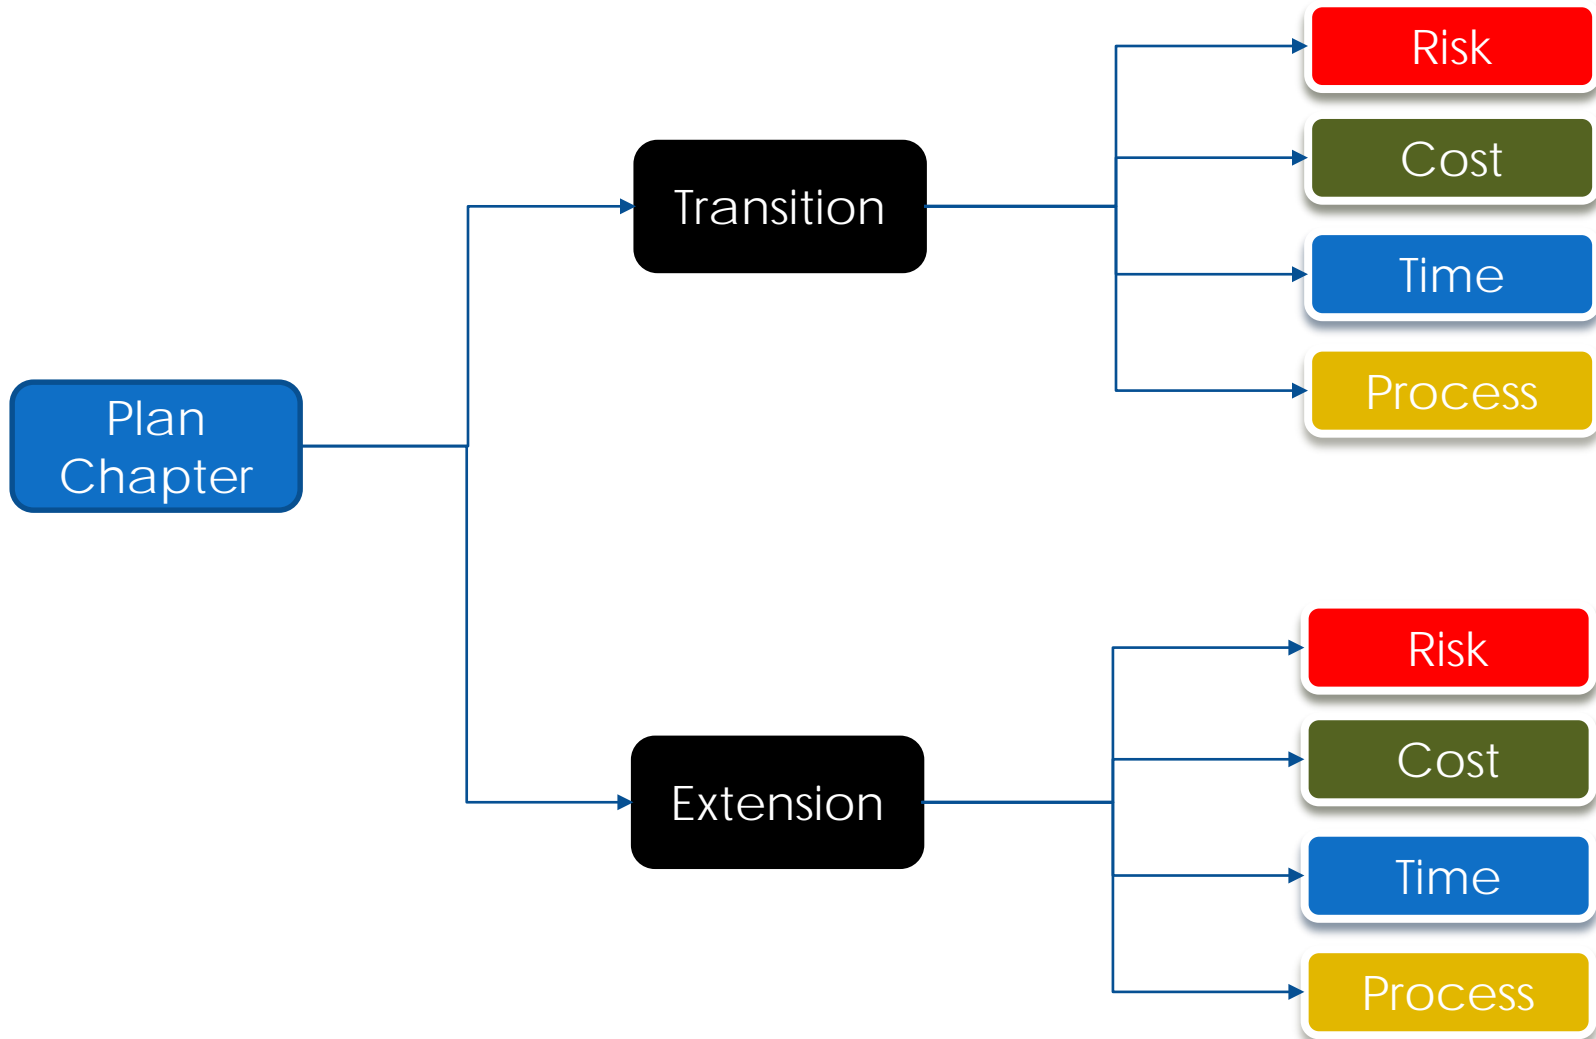 Plan
Chapter
Transition
Risk
Cost
Time
Process
Extension
Risk
Cost
Time
Process